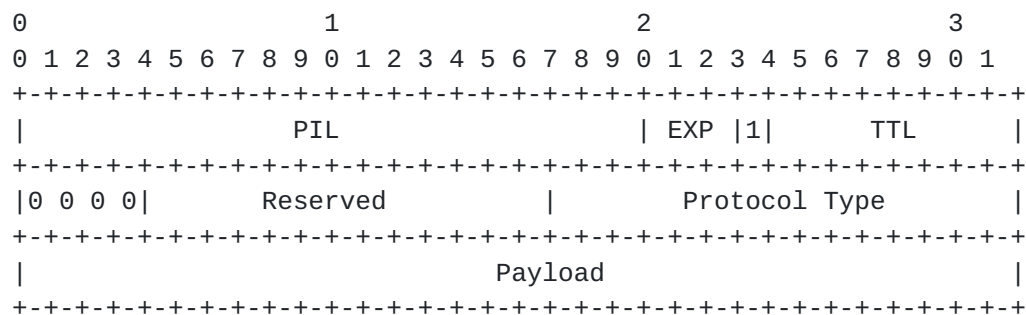 0                   1                   2                   3
0 1 2 3 4 5 6 7 8 9 0 1 2 3 4 5 6 7 8 9 0 1 2 3 4 5 6 7 8 9 0 1
+-+-+-+-+-+-+-+-+-+-+-+-+-+-+-+-+-+-+-+-+-+-+-+-+-+-+-+-+-+-+-+-+
|                 PIL                   | EXP |1|      TTL      |
+-+-+-+-+-+-+-+-+-+-+-+-+-+-+-+-+-+-+-+-+-+-+-+-+-+-+-+-+-+-+-+-+
|0 0 0 0|       Reserved          |        Protocol Type        |
+-+-+-+-+-+-+-+-+-+-+-+-+-+-+-+-+-+-+-+-+-+-+-+-+-+-+-+-+-+-+-+-+
|                              Payload                          |
+-+-+-+-+-+-+-+-+-+-+-+-+-+-+-+-+-+-+-+-+-+-+-+-+-+-+-+-+-+-+-+-+